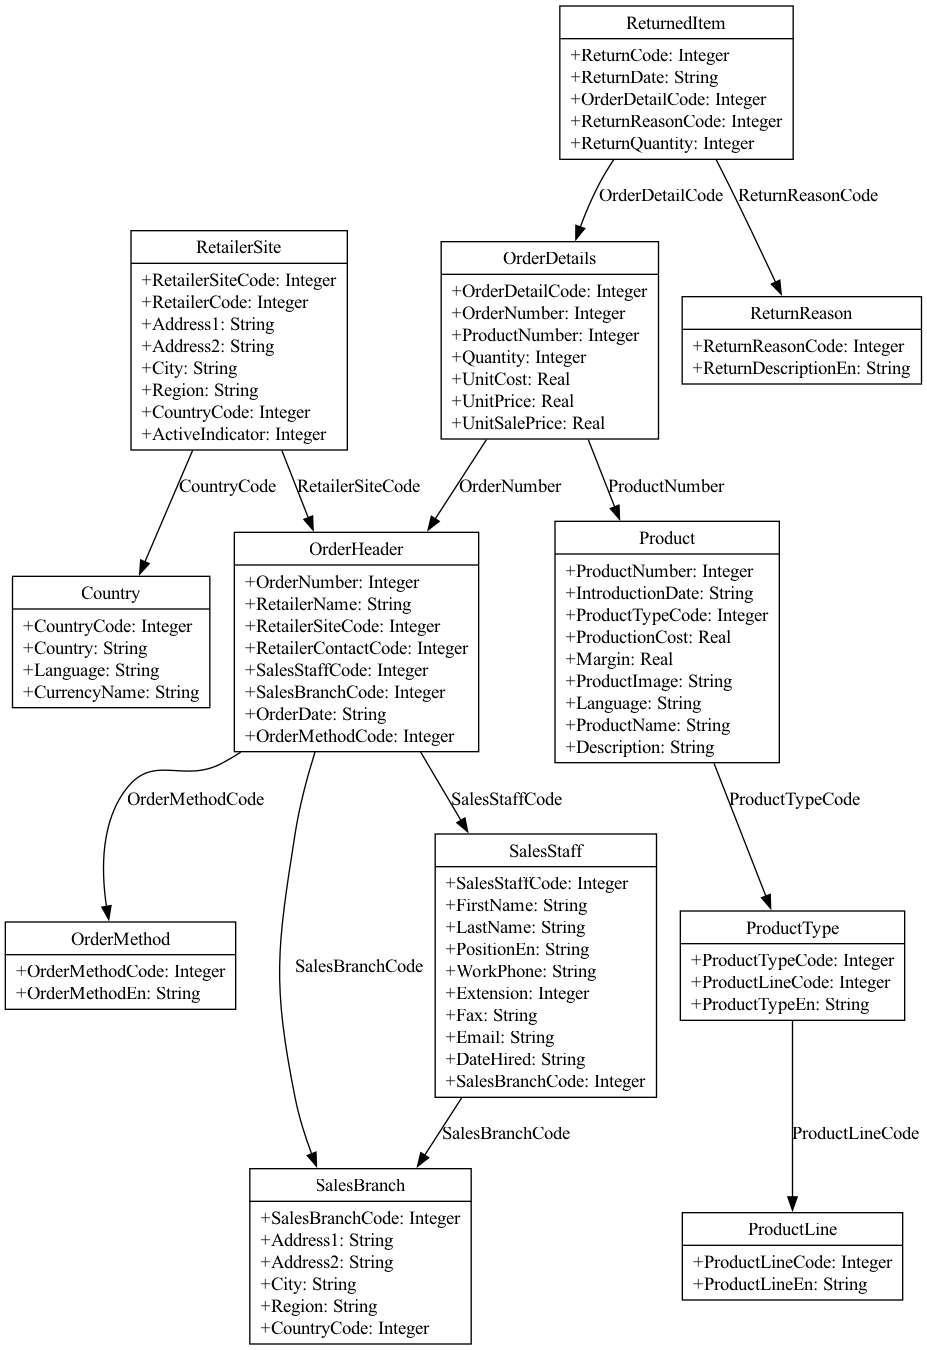 ReturnedItem
+ReturnCode: Integer
+ReturnDate: String
+OrderDetailCode: Integer
+ReturnReasonCode: Integer
+ReturnQuantity: Integer
OrderDetailCode
ReturnReasonCode
RetailerSite
+RetailerSiteCode: Integer
+RetailerCode: Integer
+Address1: String
+Address2: String
+City: String
+Region: String
+CountryCode: Integer
+ActiveIndicator: Integer
OrderDetails
+OrderDetailCode: Integer
+OrderNumber: Integer
+ProductNumber: Integer
+Quantity: Integer
+UnitCost: Real
+UnitPrice: Real
+UnitSalePrice: Real
ReturnReason
+ReturnReasonCode: Integer
+ReturnDescriptionEn: String
CountryCode
RetailerSiteCode
OrderNumber
ProductNumber
Country
+CountryCode: Integer
+Country: String
+Language: String
+CurrencyName: String
OrderHeader
+OrderNumber: Integer
+RetailerName: String
+RetailerSiteCode: Integer
+RetailerContactCode: Integer
+SalesStaffCode: Integer
+SalesBranchCode: Integer
+OrderDate: String
+OrderMethodCode: Integer
Product
+ProductNumber: Integer
+IntroductionDate: String
+ProductTypeCode: Integer
+ProductionCost: Real
+Margin: Real
+ProductImage: String
+Language: String
+ProductName: String
+Description: String
OrderMethodCode
SalesStaffCode
ProductTypeCode
OrderMethod
+OrderMethodCode: Integer
+OrderMethodEn: String
SalesBranchCode
SalesStaff
+SalesStaffCode: Integer
+FirstName: String
+LastName: String
+PositionEn: String
+WorkPhone: String
+Extension: Integer
+Fax: String
+Email: String
+DateHired: String
+SalesBranchCode: Integer
ProductType
+ProductTypeCode: Integer
+ProductLineCode: Integer
+ProductTypeEn: String
SalesBranchCode
ProductLineCode
SalesBranch
+SalesBranchCode: Integer
+Address1: String
+Address2: String
+City: String
+Region: String
+CountryCode: Integer
ProductLine
+ProductLineCode: Integer
+ProductLineEn: String